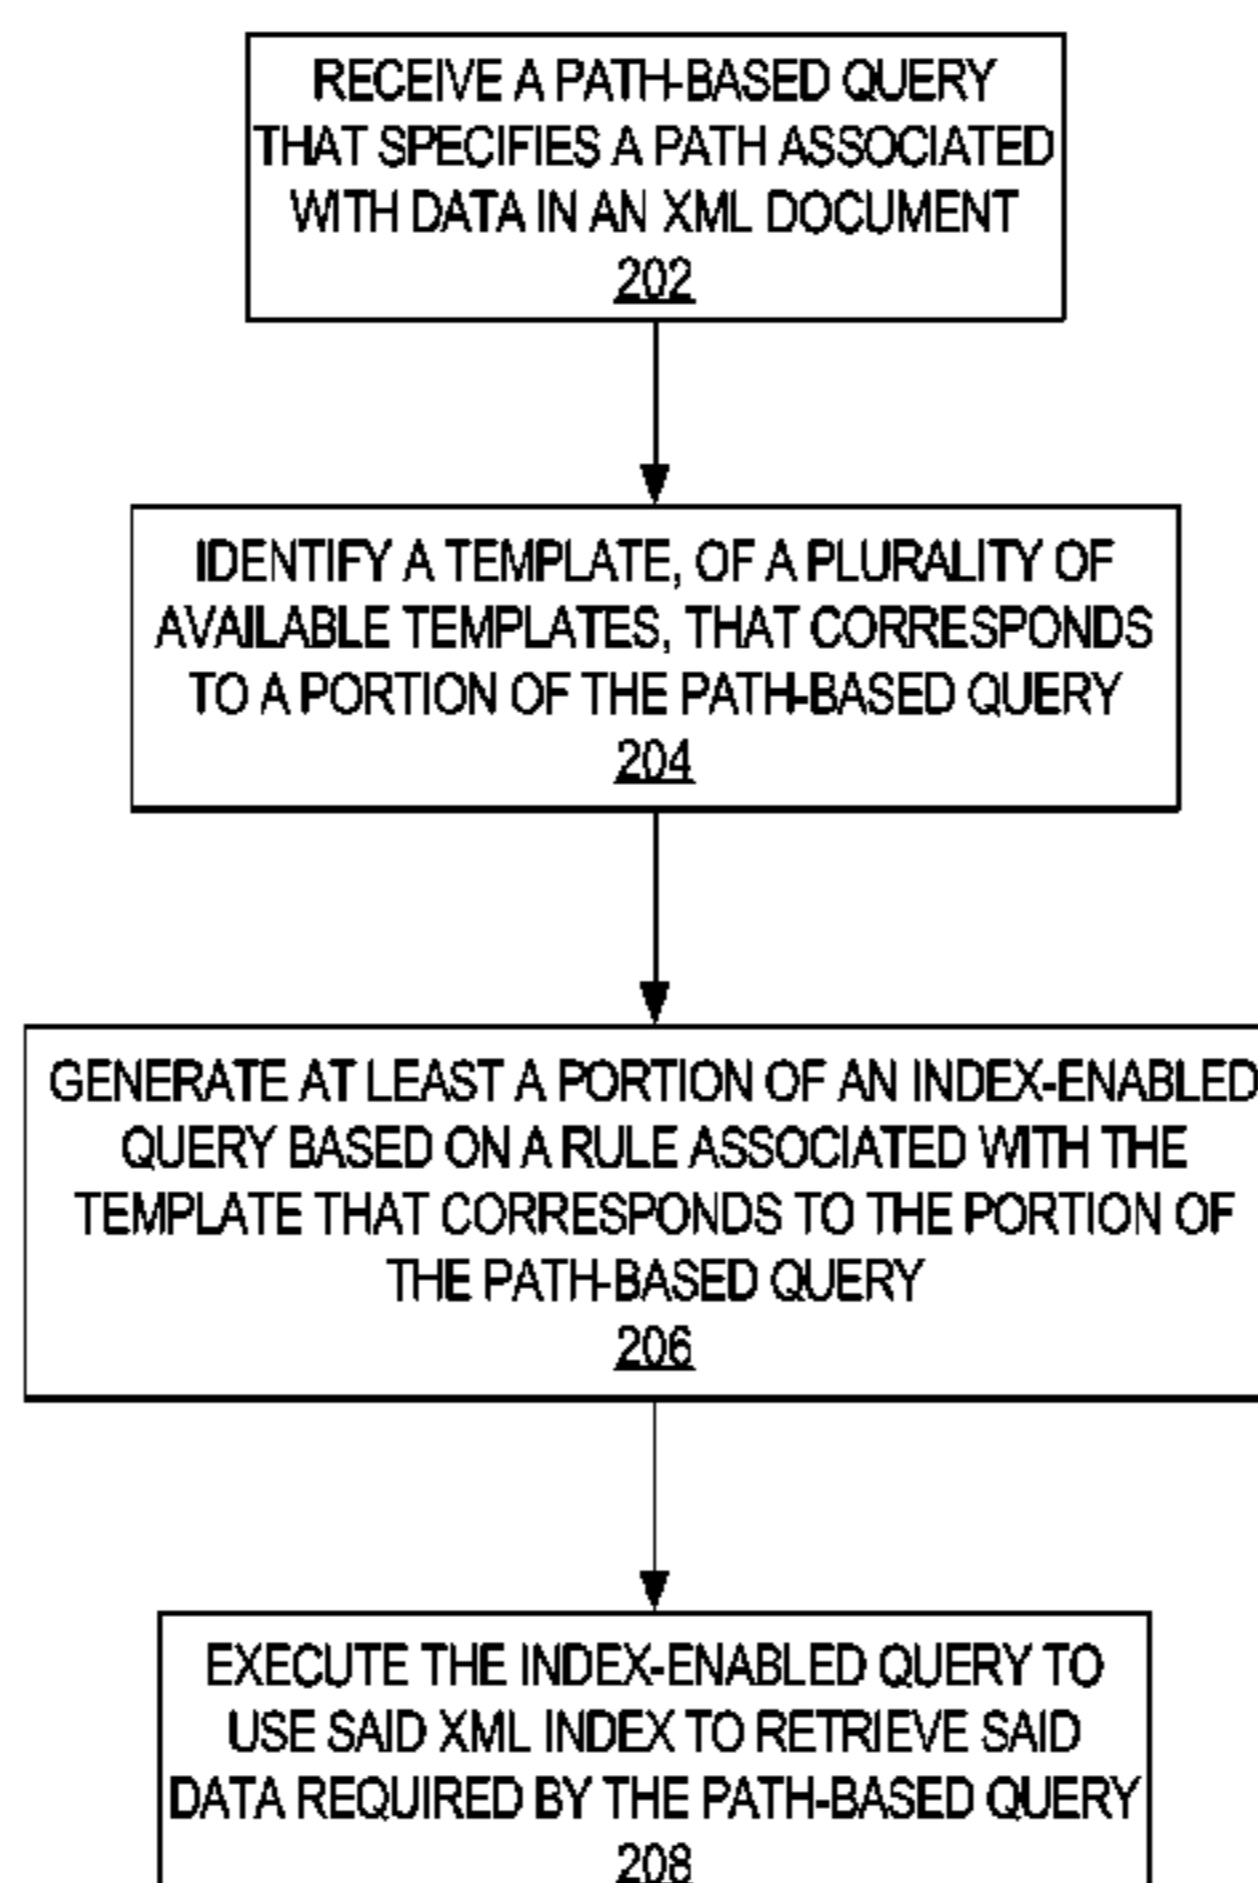 RECEIVE A PATH-BASED QUERY
THAT SPECIFIES A PATH ASSOCIATED
WITH DATA IN AN XML DOCUMENT
202
IDENTIFY A TEMPLATE, OF A PLURALITY OF
AVAILABLE TEMPLATES, THAT CORRESPONDS
TO A PORTION OF THE PATH-BASED QUERY
204
GENERATE AT LEAST A PORTION OF AN INDEX-ENABLED
QUERY BASED ON A RULE ASSOCIATED WITH THE
TEMPLATE THAT CORRESPONDS TO THE PORTION OF
THE PATH-BASED QUERY
206
EXECUTE THE INDEX-ENABLED QUERY TO
USE SAID XML INDEX TO RETRIEVE SAID
DATA REQUIRED BY THE PATH-BASED QUERY
208